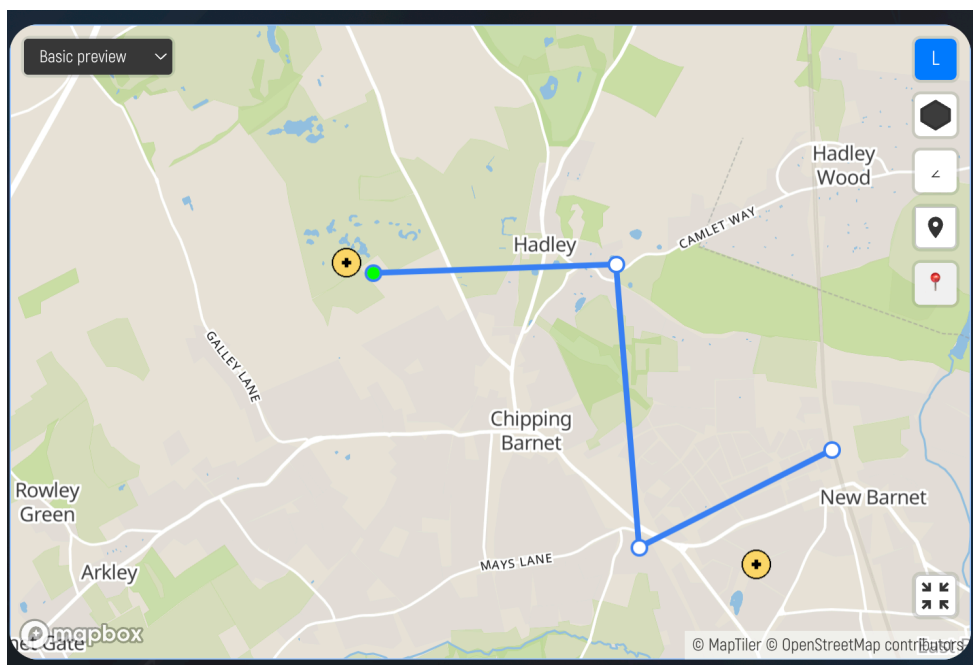 Basic preview
L
Hadley
Wood
CAMLET WAY
Hadley
GALLEY LANE
Chipping
Barnet
Rowley
Green
New Barnet
MAYS LANE
Arkley
mapbox
Gate
© MapTiler © OpenStreetMap contributors